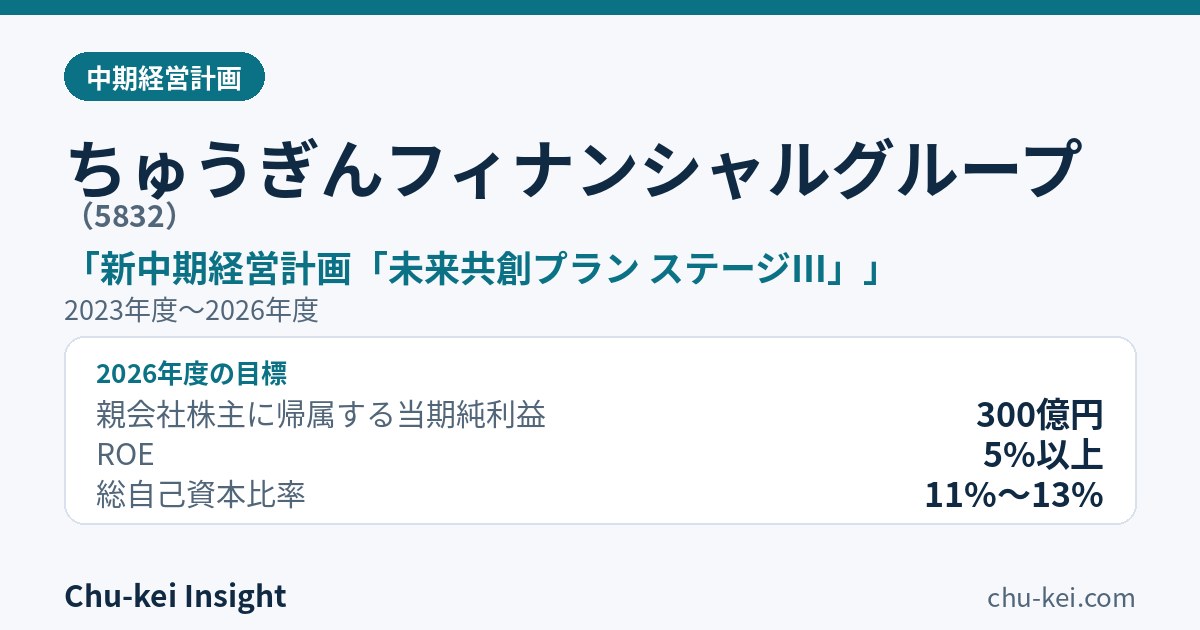 中期経営計画
ちゅうぎんフィナンシャルグループ
（5832）
「新中期経営計画「未来共創プラン ステージIII」」
2023年度～2026年度
2026年度の目標
親会社株主に帰属する当期純利益 300億円
ROE 5%以上
総自己資本比率 11%～13%
Chu-kei Insight chu-kei.com